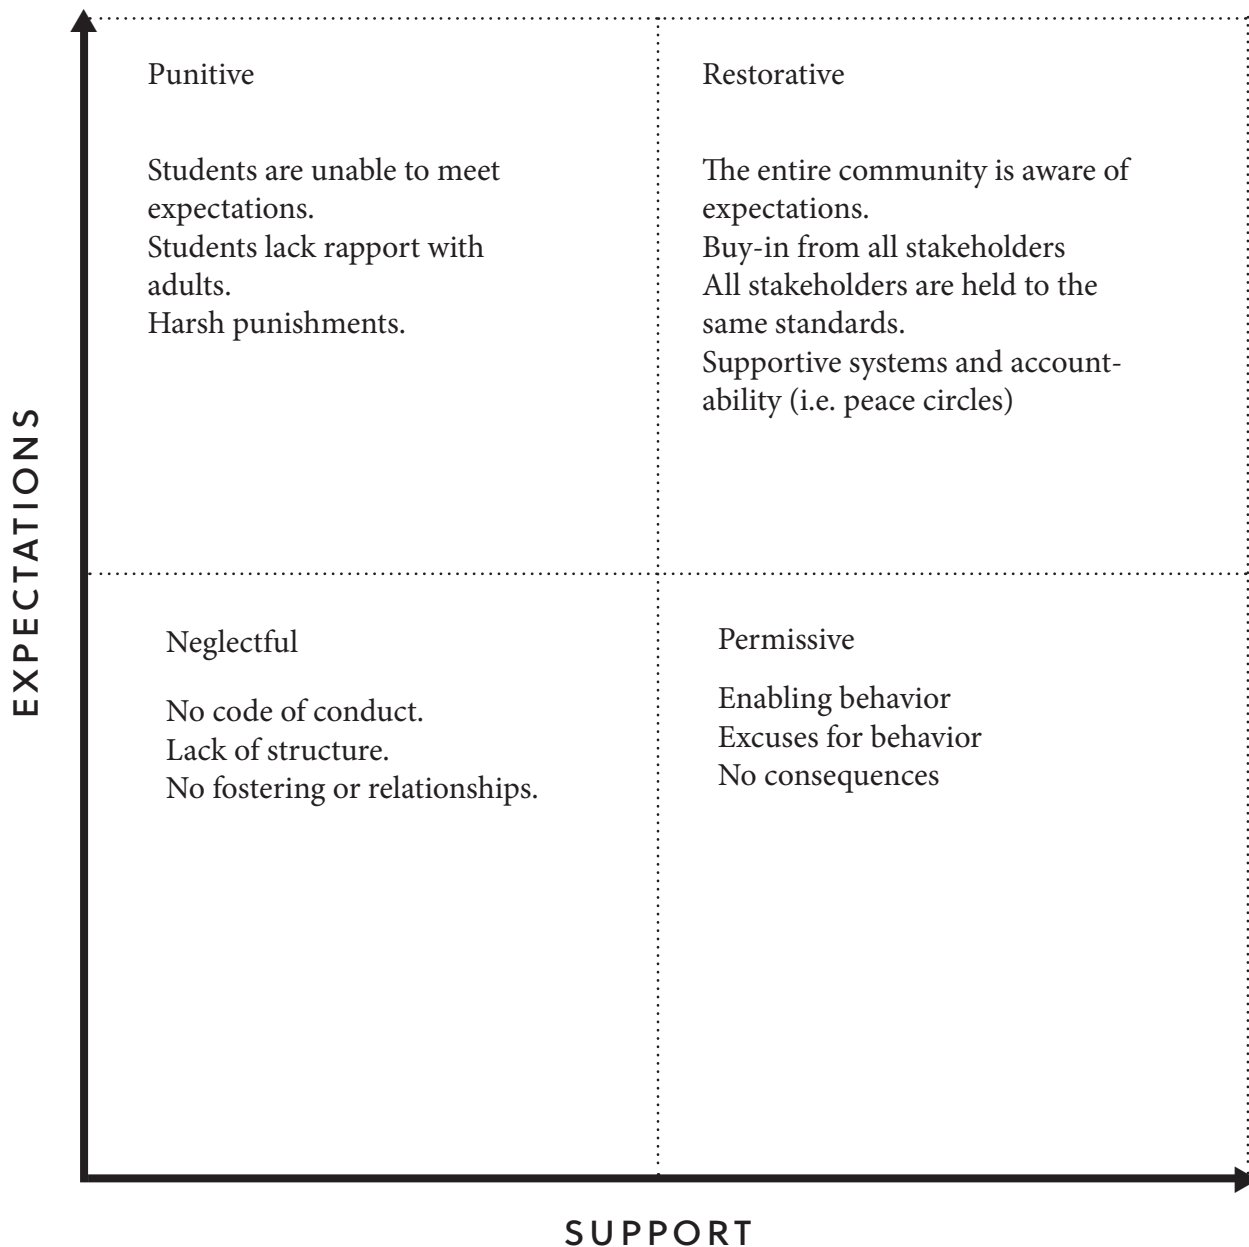 Punitive
Students are unable to meet
expectations.
Students lack rapport with
adults.
Harsh punishments.
Restorative
The entire community is aware of
expectations.
Buy-in from all stakeholders
All stakeholders are held to the
same standards.
Supportive systems and account-
ability (i.e. peace circles)
EXPECTATIONS
Neglectful
No code of conduct.
Lack of structure.
No fostering or relationships.
Permissive
Enabling behavior
Excuses for behavior
No consequences
SUPPORT